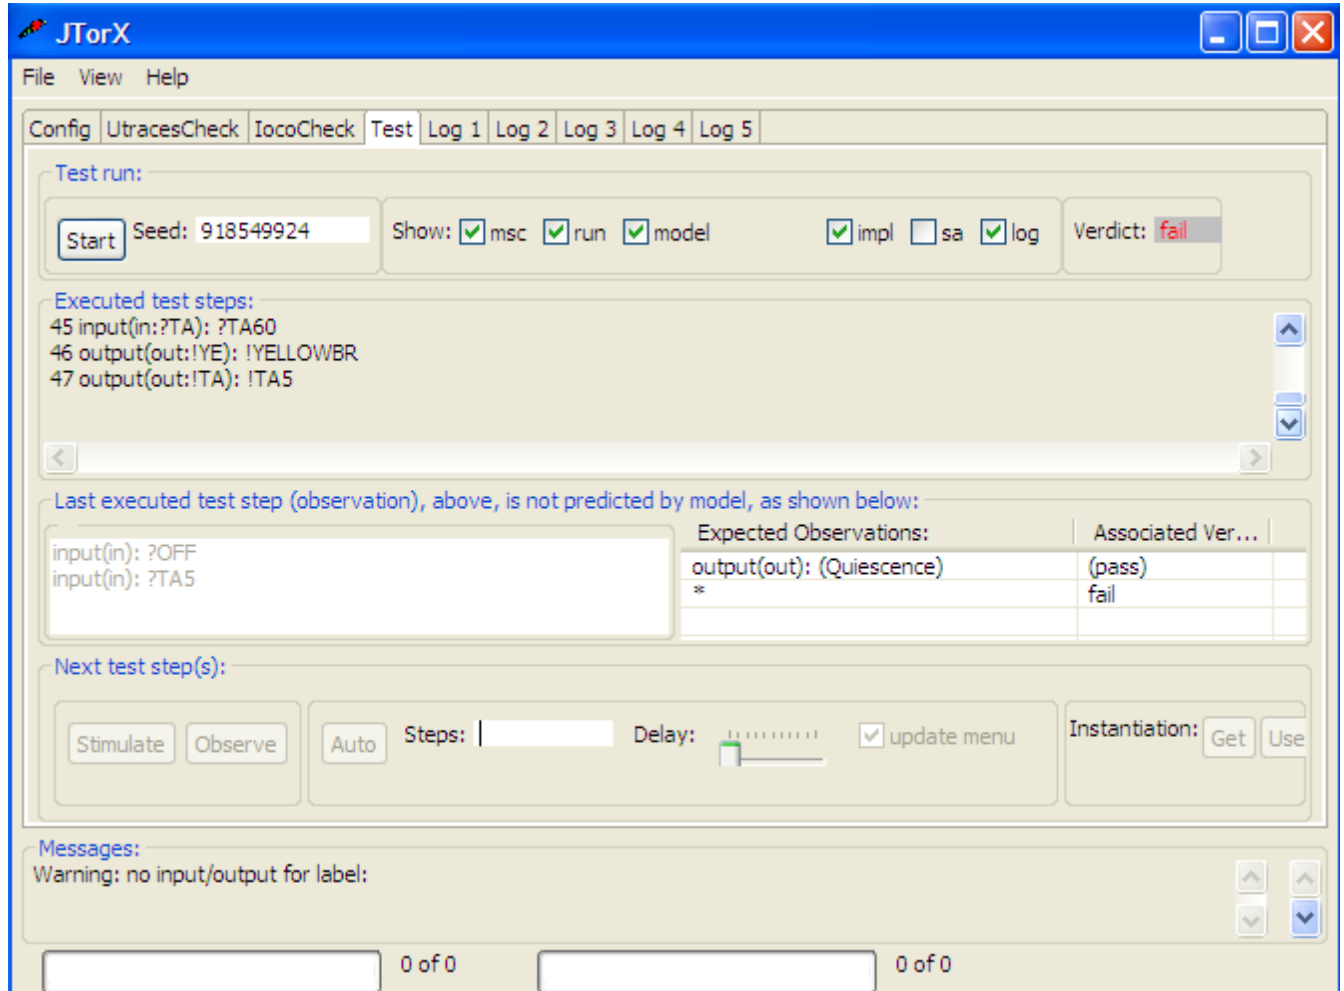 JTorX
File View Help
Config UtracesCheck IocoCheck Test Log 1 Log 2 Log 3 Log 4 Log 5
Test run:
Start Seed: 918549924 Show: msc run model impl sa log Verdict: fail
Executed test steps:
45 input(in:?TA): ?TA60
46 output(out:!YE): !YELLOWBR
47 output(out:!TA): !TA5
Last executed test step (observation), above, is not predicted by model, as shown below:
input(in): ?OFF
input(in): ?TA5
Expected Observations: Associated Ver...
output(out): (Quiescence) (pass)
* fail
Next test step(s):
Stimulate Observe Auto Steps: Delay: update menu Instantiation: Get Use
Messages:
Warning: no input/output for label:
0 of 0 0 of 0